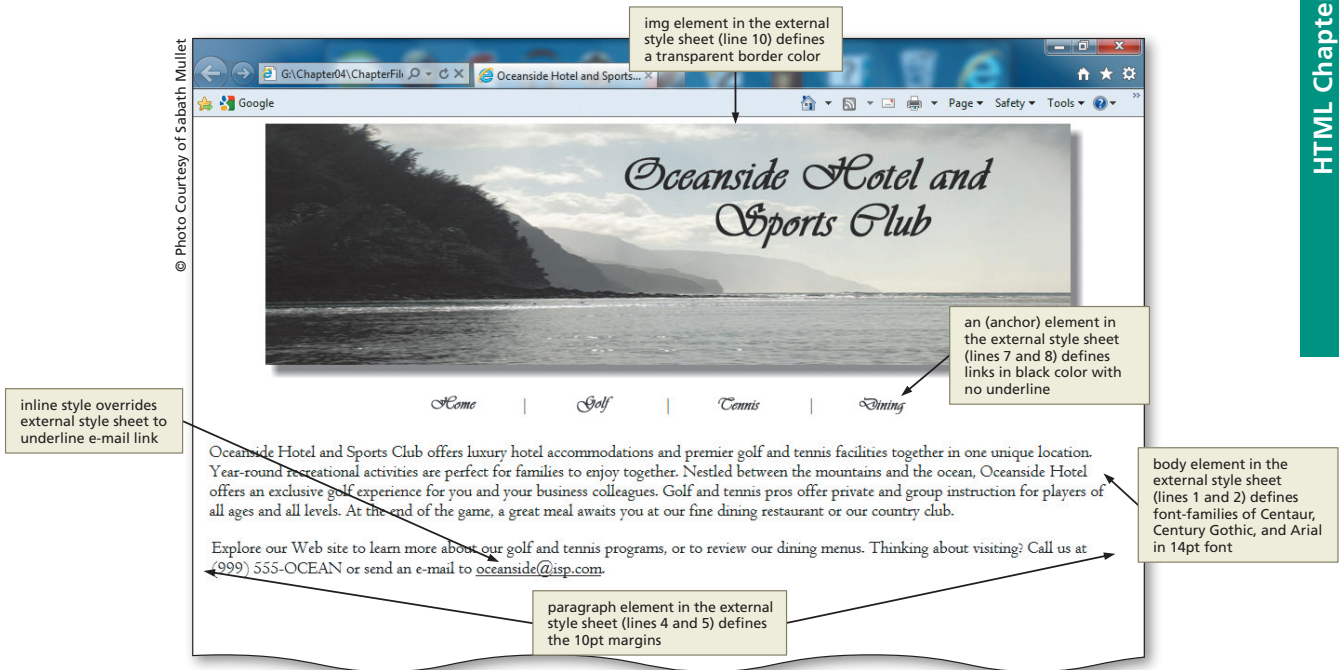 HTML Chapte
img element in the external
style sheet (line 10) defines
a transparent border color
© Photo Courtesy of Sabath Mullet
G:\Chapter04\ChapterFile
Oceanside Hotel and Sports...
Google
Page
Safety
Tools
Oceanside Hotel and
Sports Club
an (anchor) element in
the external style sheet
(lines 7 and 8) defines
links in black color with
no underline
Home | Golf | Tennis | Dining
inline style overrides
external style sheet to
underline e-mail link
Oceanside Hotel and Sports Club offers luxury hotel accommodations and premier golf and tennis facilities together in one unique location.
Year-round recreational activities are perfect for families to enjoy together. Nestled between the mountains and the ocean, Oceanside Hotel
offers an exclusive golf experience for you and your business colleagues. Golf and tennis pros offer private and group instruction for players of
all ages and all levels. At the end of the game, a great meal awaits you at our fine dining restaurant or our country club.
body element in the
external style sheet
(lines 1 and 2) defines
font-families of Centaur,
Century Gothic, and Arial
in 14pt font
Explore our Web site to learn more about our golf and tennis programs, or to review our dining menus. Thinking about visiting? Call us at
(999) 555-OCEAN or send an e-mail to oceanside@isp.com.
paragraph element in the external
style sheet (lines 4 and 5) defines
the 10pt margins